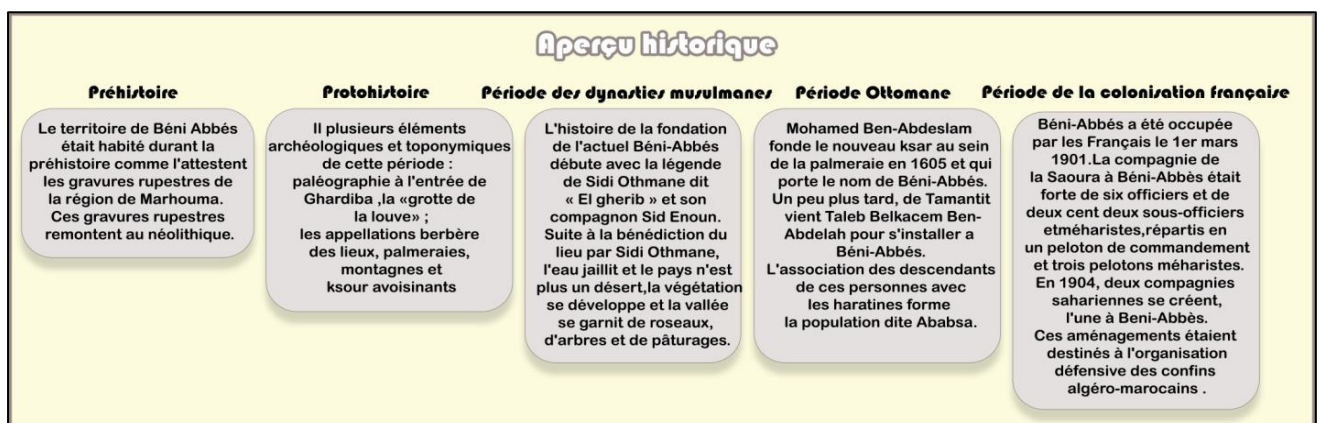 Aperçu historique
Préhistoire
Le territoire de Béni Abbés
était habité durant la
préhistoire comme l'attestent
les gravures rupestres de
la région de Marhouma.
Ces gravures rupestres
remontent au néolithique.
Protohistoire
Il plusieurs éléments
archéologiques et toponymiques
de cette période :
paléographie à l'entrée de
Ghardiba ,la «grotte de
la louve» ;
les appellations berbère
des lieux, palmeraies,
montagnes et
ksour avoisinants
Période des dynasties musulmanes
L'histoire de la fondation
de l'actuel Béni-Abbés
débute avec la légende
de Sidi Othmane dit
« El gherib » et son
compagnon Sid Enoun.
Suite à la bénédiction du
lieu par Sidi Othmane,
l'eau jaillit et le pays n'est
plus un désert,la végétation
se développe et la vallée
se garnit de roseaux,
d'arbres et de pâturages.
Période Ottomane
Mohamed Ben-Abdeslam
fonde le nouveau ksar au sein
de la palmeraie en 1605 et qui
porte le nom de Béni-Abbés.
Un peu plus tard, de Tamantit
vient Taleb Belkacem Ben-
Abdelah pour s'installer a
Béni-Abbés.
L'association des descendants
de ces personnes avec
les haratines forme
la population dite Ababsa.
Période de la colonisation française
Béni-Abbés a été occupée
par les Français le 1er mars
1901.La compagnie de
la Saoura à Béni-Abbès était
forte de six officiers et de
deux cent deux sous-officiers
etméharistes,répartis en
un peloton de commandement
et trois pelotons méharistes.
En 1904, deux compagnies
sahariennes se créent,
l'une à Beni-Abbès.
Ces aménagements étaient
destinés à l'organisation
défensive des confins
algéro-marocains .